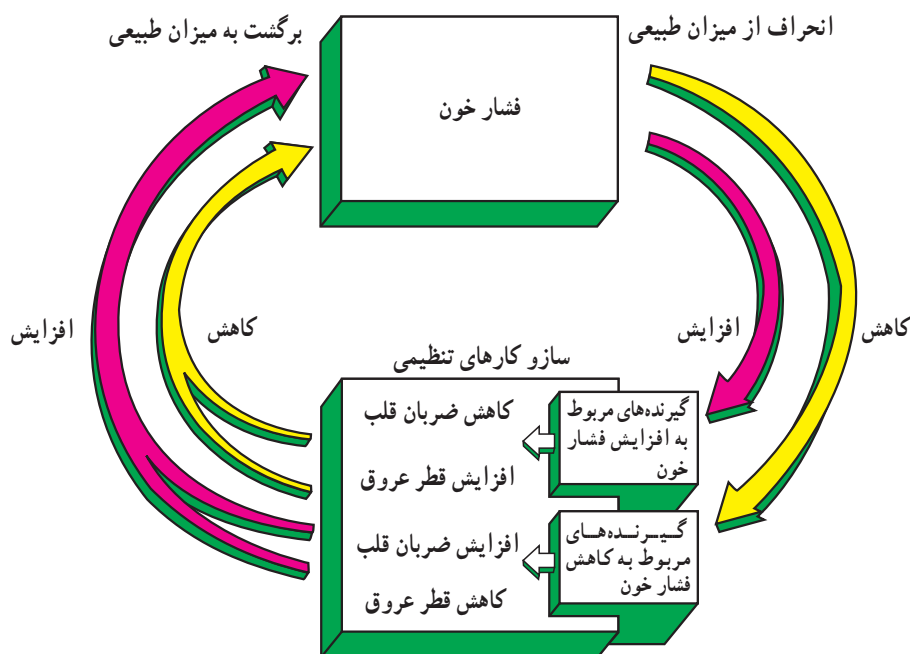 انحراف از میزان طبیعی
برگشت به میزان طبیعی
فشار خون
کاهش
افزایش
کاهش
افزایش
سازو کارهای تنظیمی
گیرنده‌های مربوط
به افزایش فشار
خون
کاهش ضربان قلب
افزایش قطر عروق
گیرنده‌های
مربوط به کاهش
فشار خون
افزایش ضربان قلب
کاهش قطر عروق